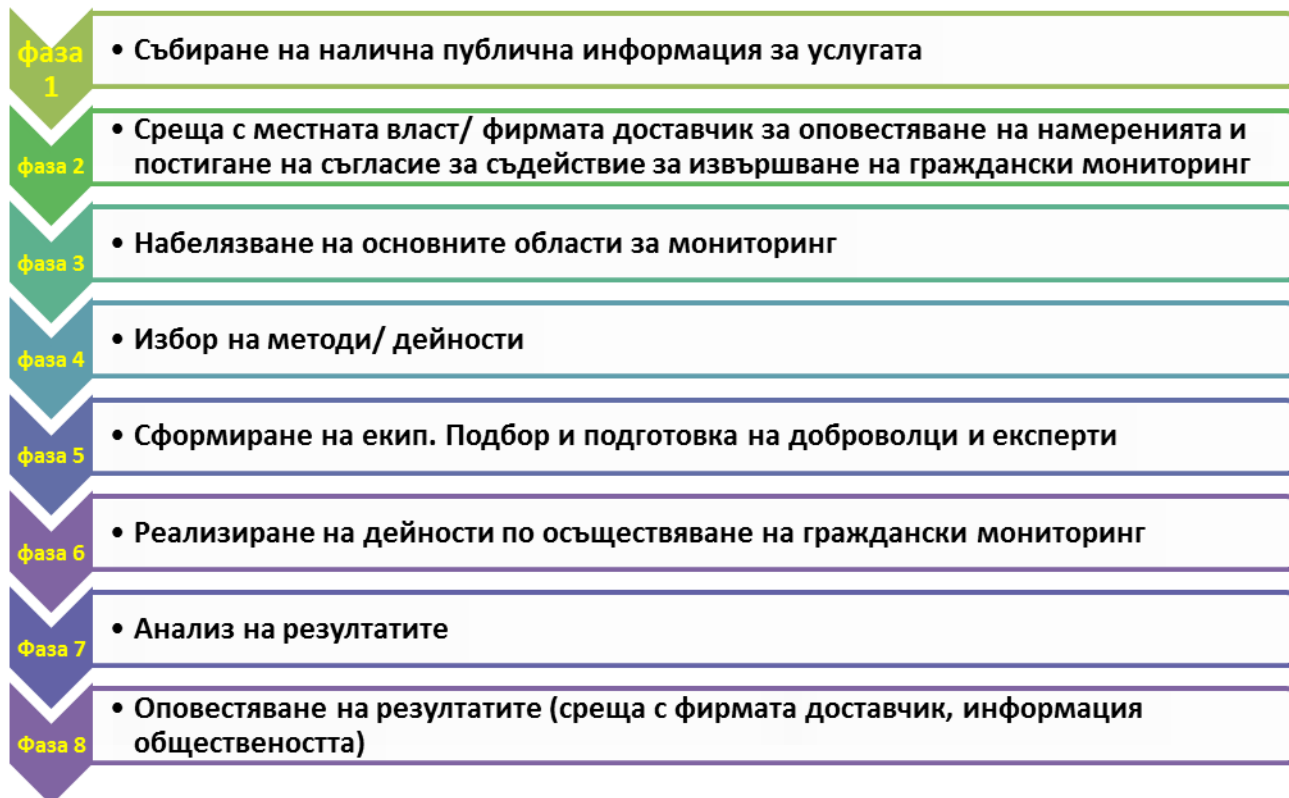 фаза
1
• Събиране на налична публична информация за услугата
фаза 2
• Среща с местната власт/ фирмата доставчик за оповестяване на намеренията и
постигане на съгласие за съдействие за извършване на граждански мониторинг
фаза 3
• Набелязване на основните области за мониторинг
фаза 4
• Избор на методи/ дейности
фаза 5
• Сформиране на екип. Подбор и подготовка на доброволци и експерти
фаза 6
• Реализиране на дейности по осъществяване на граждански мониторинг
Фаза 7
• Анализ на резултатите
Фаза 8
• Оповестяване на резултатите (среща с фирмата доставчик, информация
обществеността)